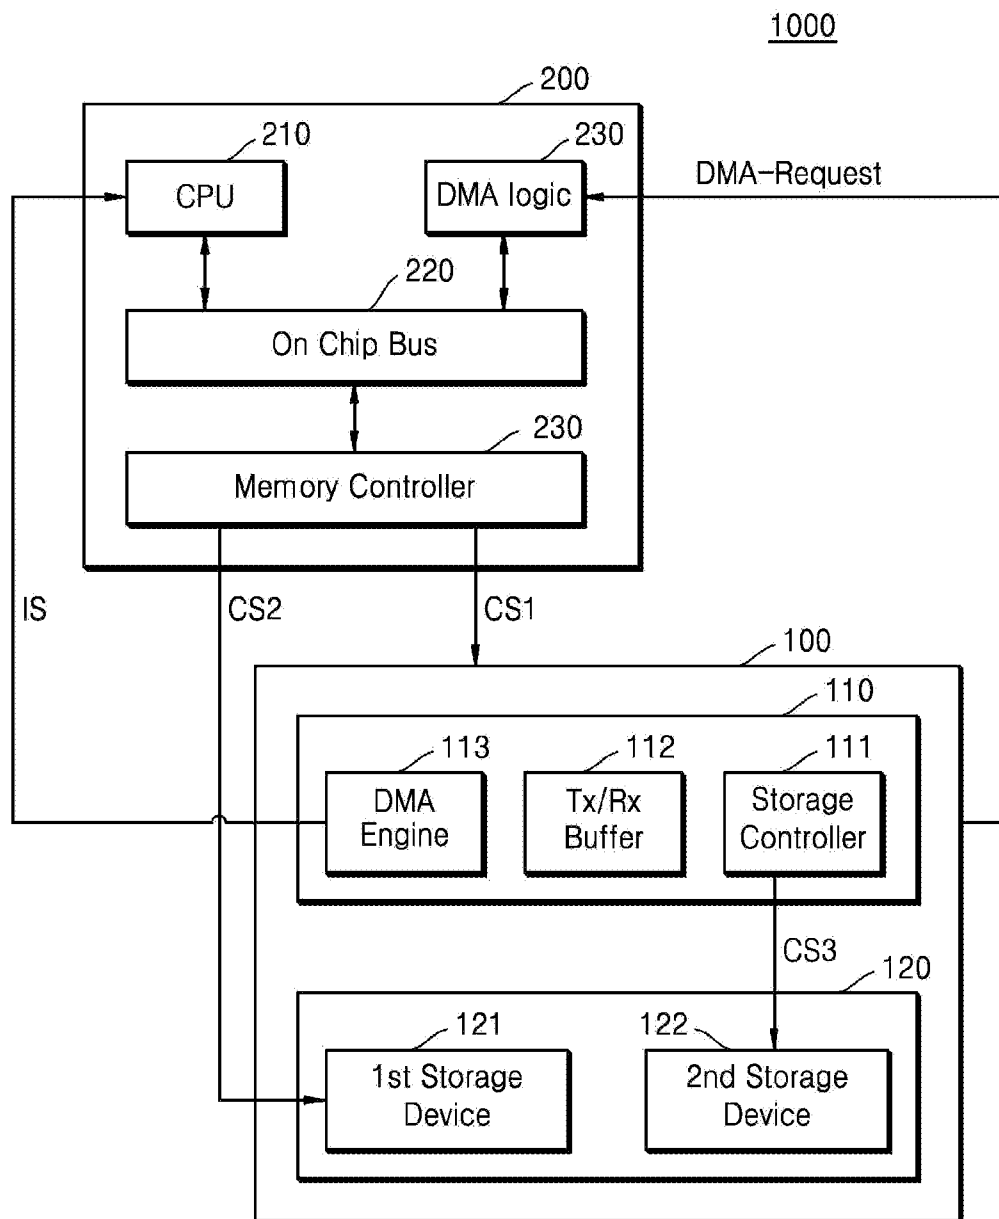 1000
200
210
230
CPU
DMA logic
DMA-Request
220
On Chip Bus
230
Memory Controller
IS
CS2
CS1
100
110
113
112
111
DMA
Engine
Tx/Rx
Buffer
Storage
Controller
CS3
120
121
122
1st Storage
Device
2nd Storage
Device